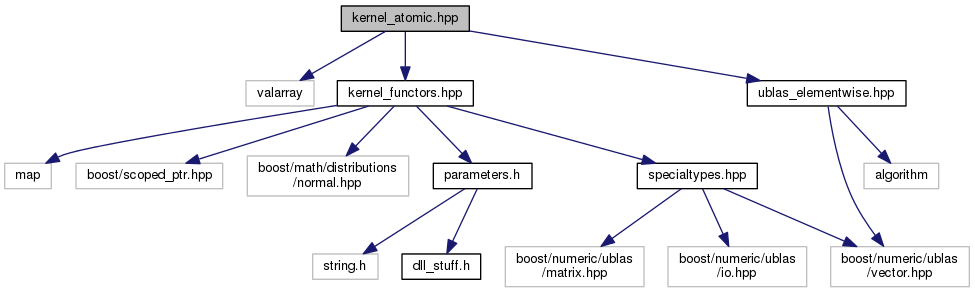 kernel_atomic.hpp
valarray
kernel_functors.hpp
ublas_elementwise.hpp
map
boost/scoped_ptr.hpp
boost/math/distributions
/normal.hpp
parameters.h
specialtypes.hpp
algorithm
string.h
dll_stuff.h
boost/numeric/ublas
/matrix.hpp
boost/numeric/ublas
/io.hpp
boost/numeric/ublas
/vector.hpp